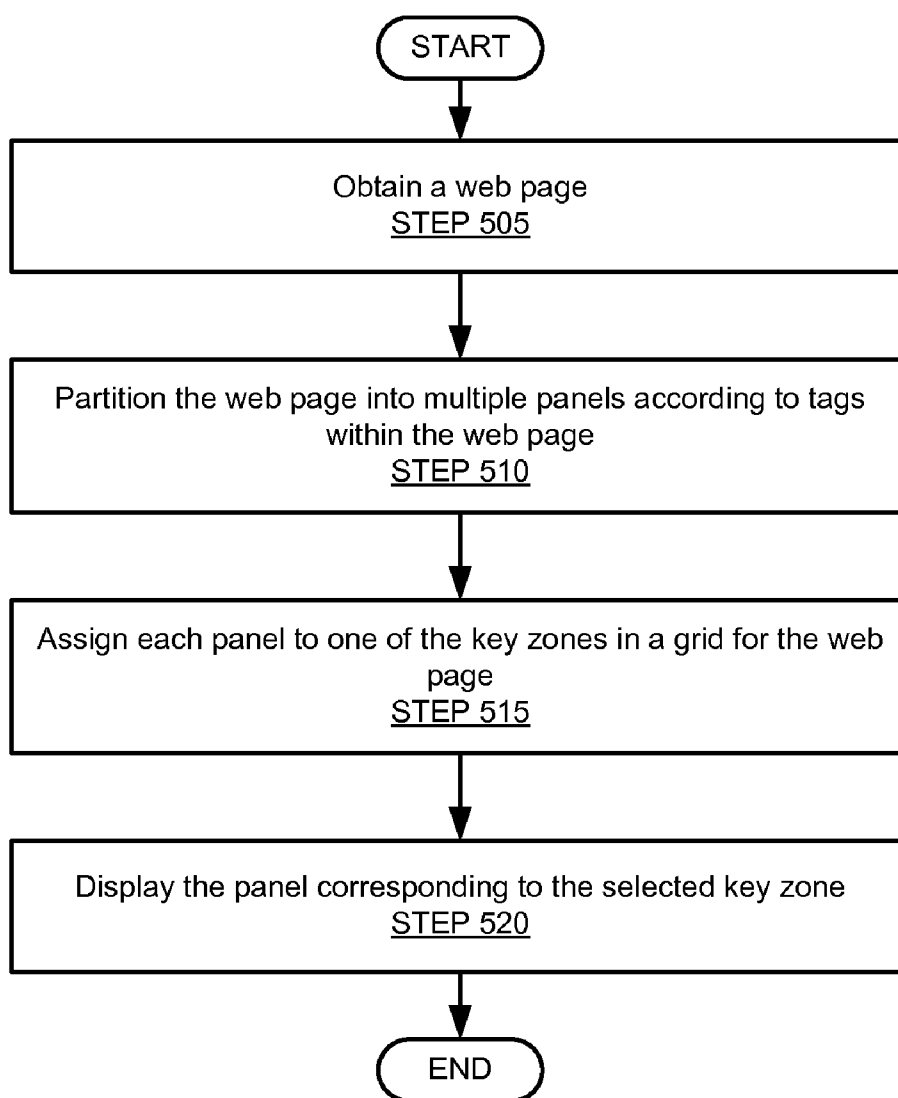 START
Obtain a web page
STEP 505
Partition the web page into multiple panels according to tags
within the web page
STEP 510
Assign each panel to one of the key zones in a grid for the web
page
STEP 515
Display the panel corresponding to the selected key zone
STEP 520
END